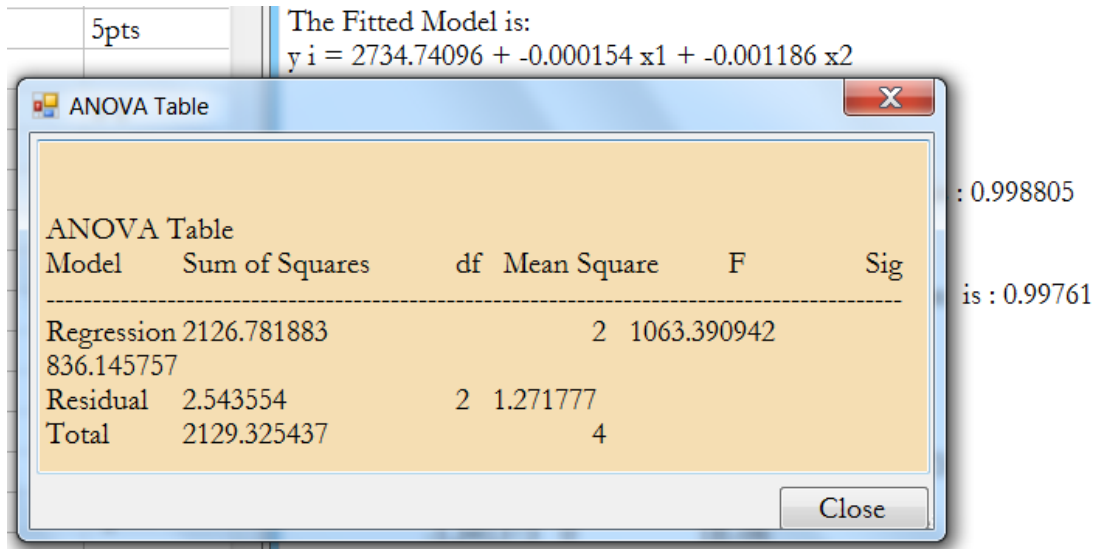 5pts
The Fitted Model is:
y i = 2734.74096 + -0.000154 x1 + -0.001186 x2
ANOVA Table
: 0.998805
is : 0.99761
ANOVA Table
Model Sum of Squares df Mean Square F Sig
--------------------------------------------------------------------------------
Regression 2126.781883 2 1063.390942
836.145757
Residual 2.543554 2 1.271777
Total 2129.325437 4
Close